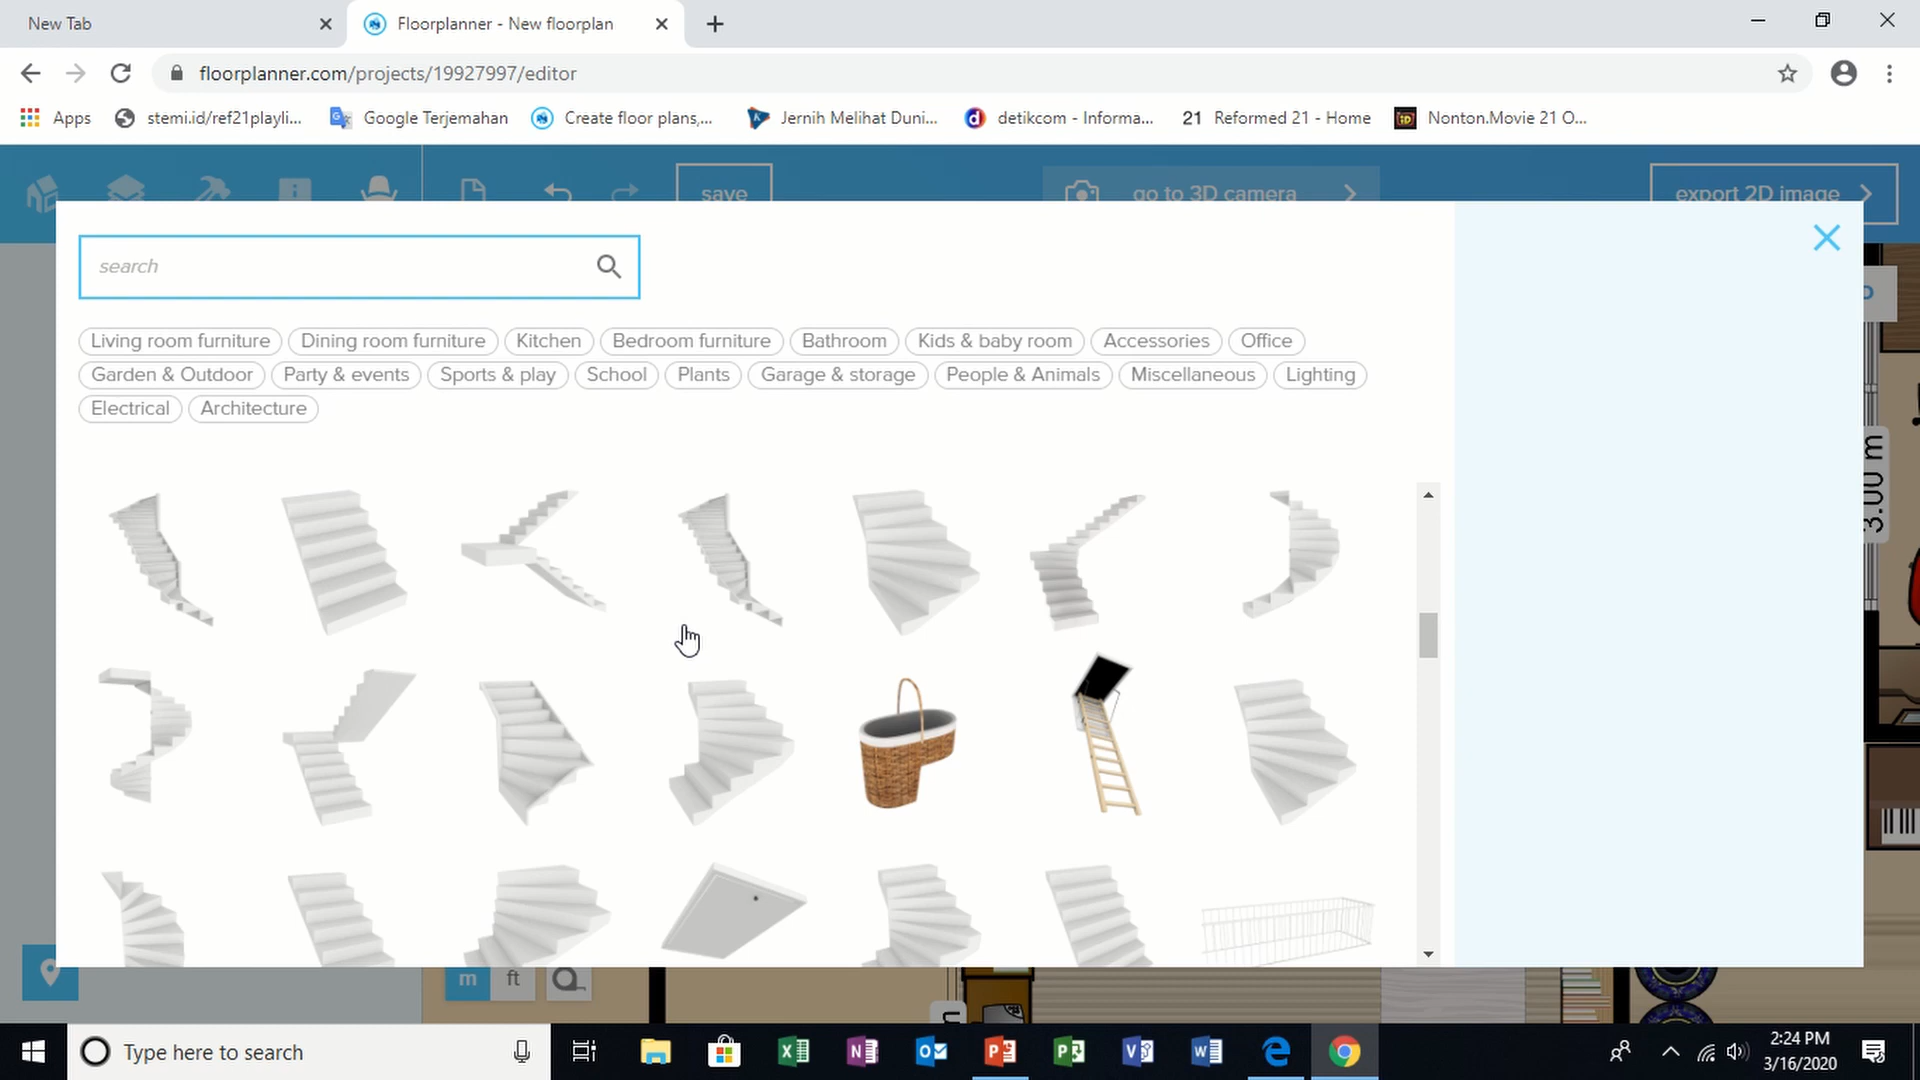 New Tab
Floorplanner - New floorplan
floorplanner.com/projects/19927997/editor
Apps
stemi.id/ref21playli...
Google Terjemahan
Create floor plans,...
Jernih Melihat Duni...
detikcom - Informa...
21 Reformed 21 - Home
Nonton.Movie 21 O...
save
go to 3D camera
export 2D image
search
Living room furniture
Dining room furniture
Kitchen
Bedroom furniture
Bathroom
Kids & baby room
Accessories
Office
Garden & Outdoor
Party & events
Sports & play
School
Plants
Garage & storage
People & Animals
Miscellaneous
Lighting
Electrical
Architecture
3.00 m
m
ft
Type here to search
2:24 PM
3/16/2020